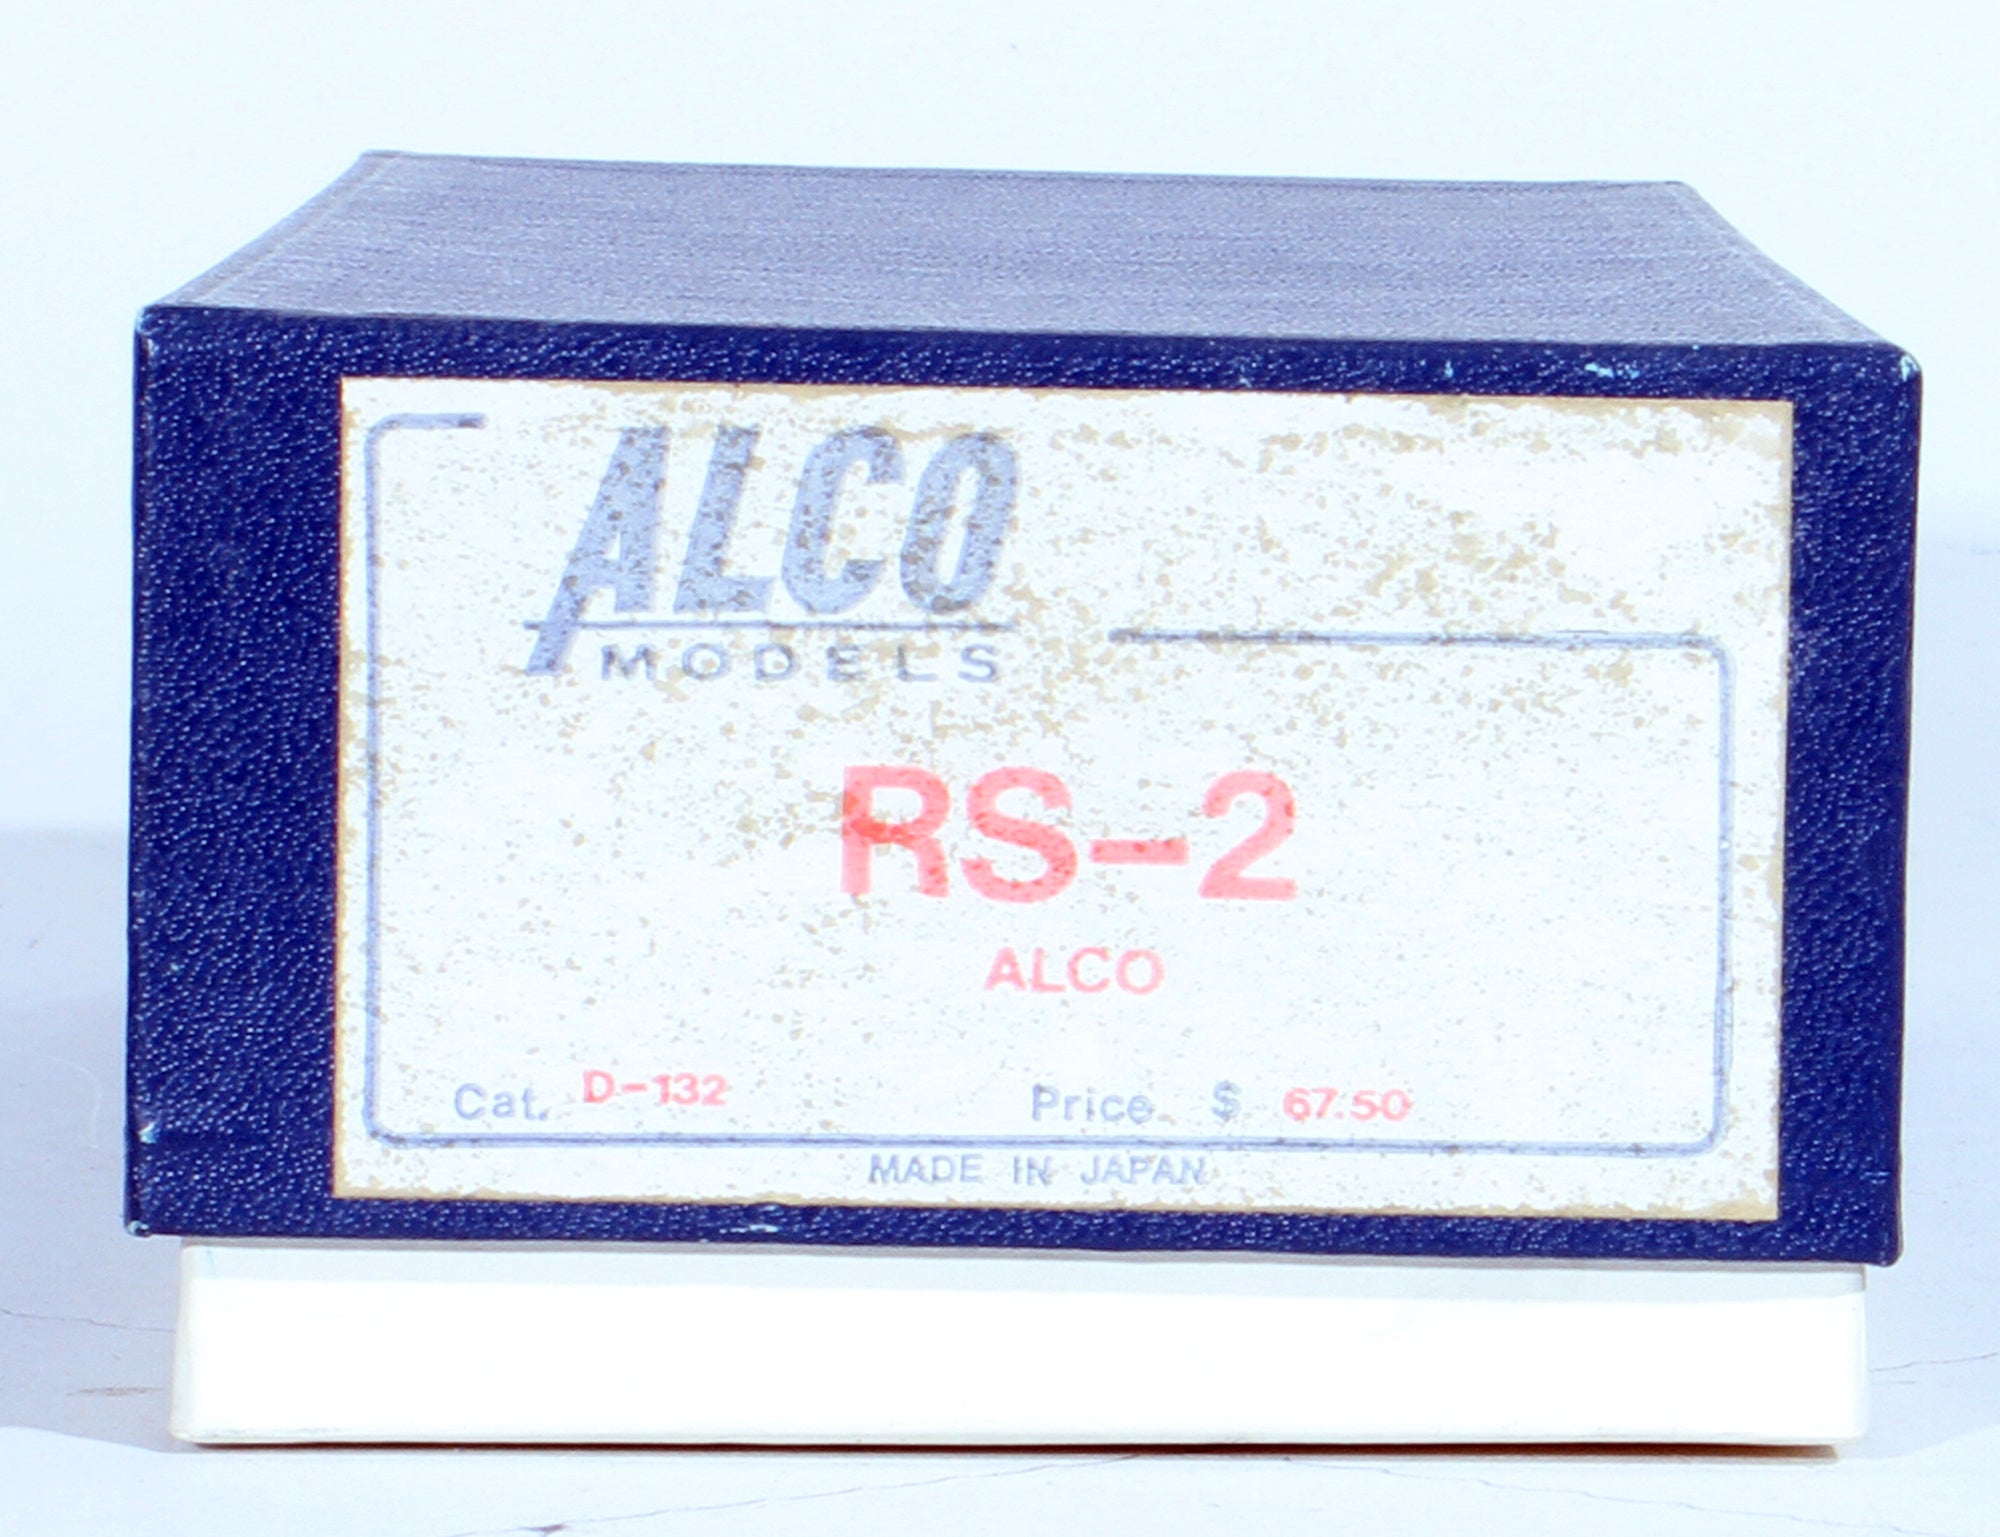 ALCO
MODELS
RS-2
ALCO
Cat. D-132 Price $ 67.50
MADE IN JAPAN